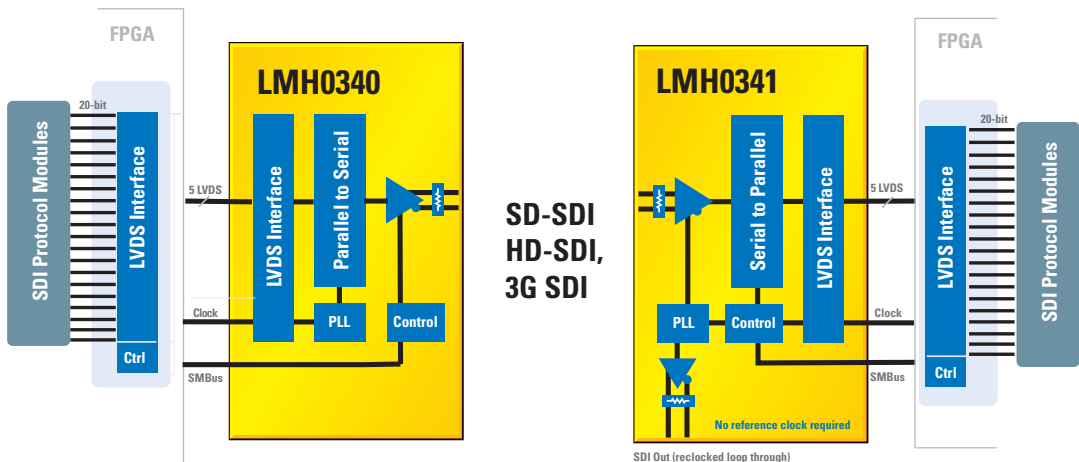 FPGA
LMH0340
20-bit
SDI Protocol Modules
LVDS Interface
Ctrl
5 LVDS
Clock
SMBus
LVDS Interface
Parallel to Serial
PLL
Control
SD-SDI
HD-SDI,
3G SDI
LMH0341
Serial to Parallel
LVDS Interface
PLL
Control
No reference clock required
SDI Out (reclocked loop through)
FPGA
5 LVDS
Clock
SMBus
20-bit
LVDS Interface
Ctrl
SDI Protocol Modules